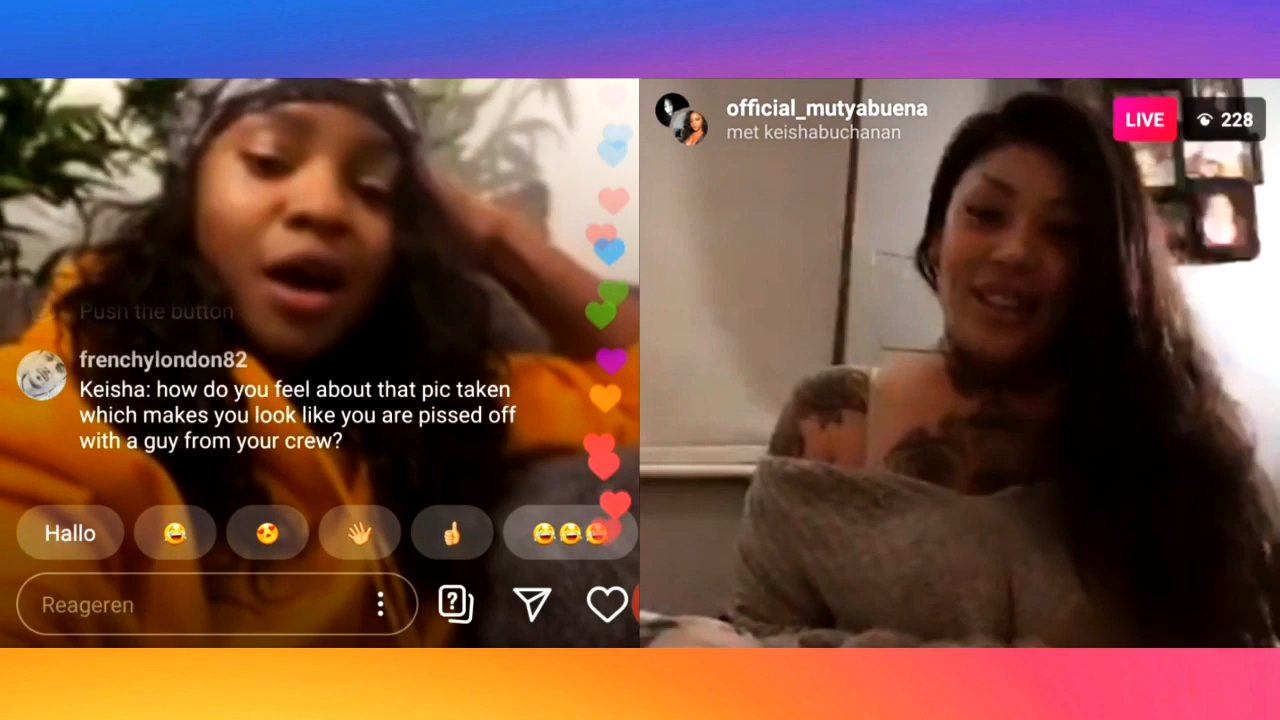 Push the button
frenchylondon82
Keisha: how do you feel about that pic taken
which makes you look like you are pissed off
with a guy from your crew?
Hallo
Reageren
official_mutyabuena
met keishabuchanan
LIVE
228